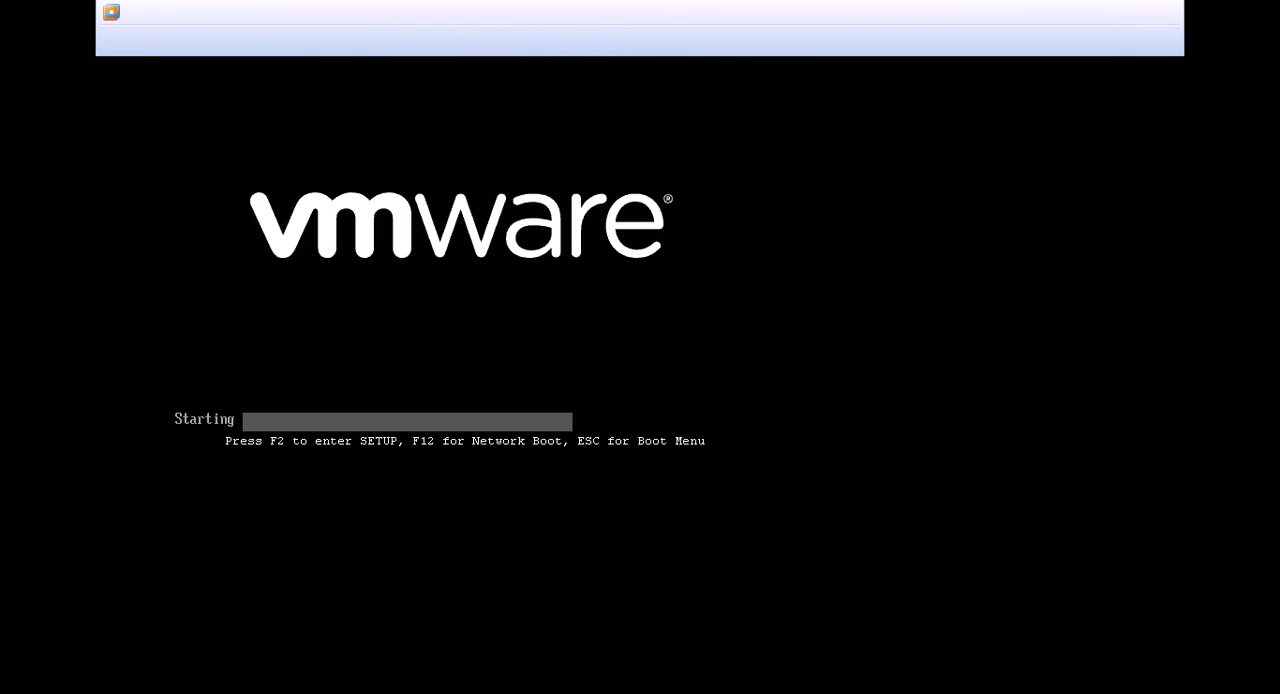 vmware®
Starting
Press F2 to enter SETUP, F12 for Network Boot, ESC for Boot Menu